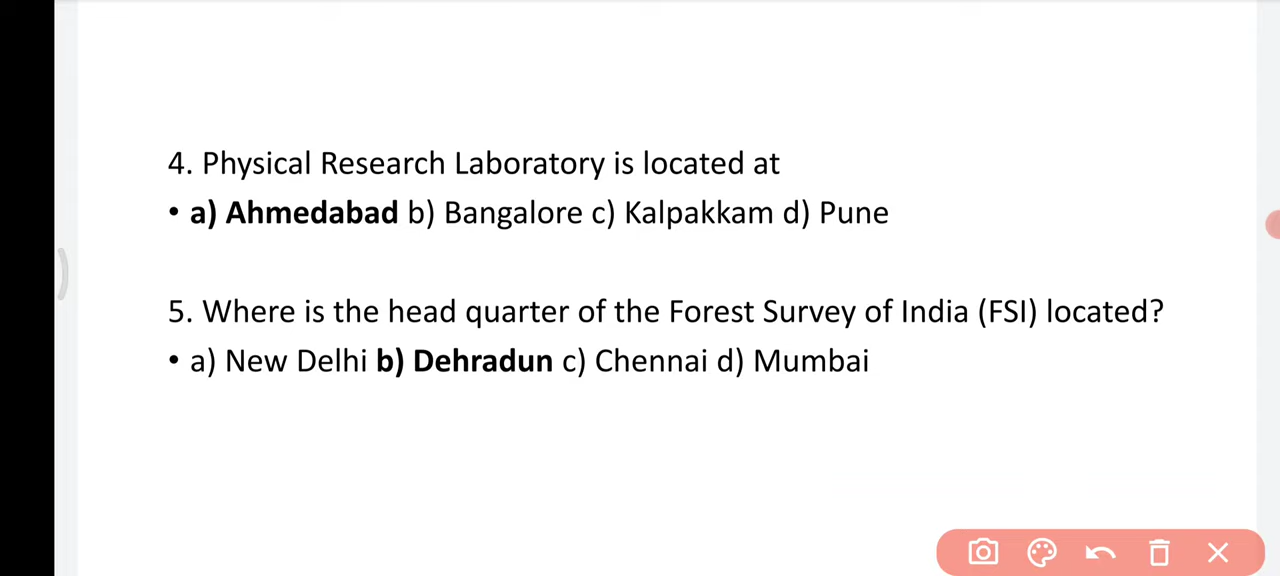 4. Physical Research Laboratory is located at
• a) Ahmedabad b) Bangalore c) Kalpakkam d) Pune
5. Where is the head quarter of the Forest Survey of India (FSI) located?
• a) New Delhi b) Dehradun c) Chennai d) Mumbai